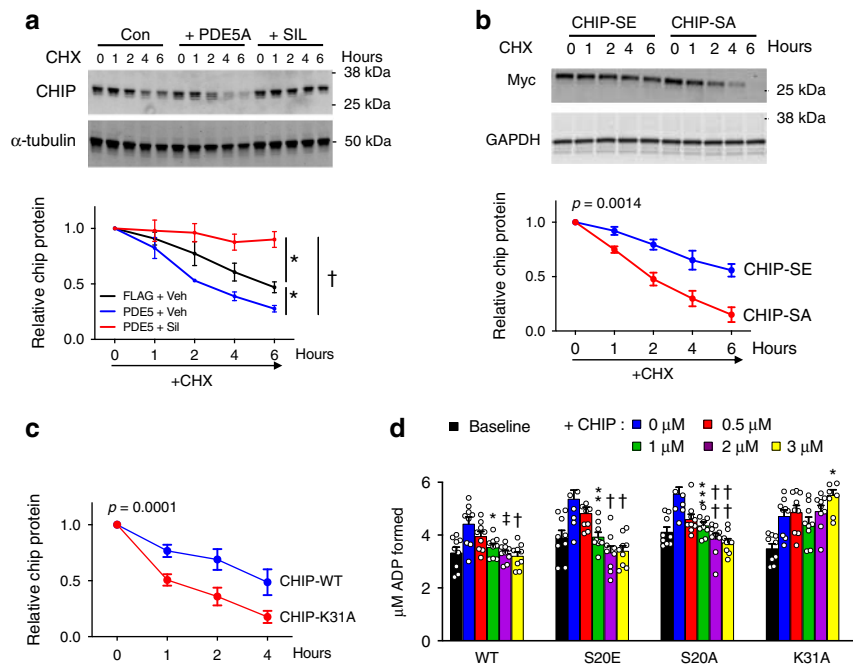 a
Con + PDE5A + SIL
CHX 0 1 2 4 6 0 1 2 4 6 0 1 2 4 6 Hours
38 kDa
CHIP
25 kDa
α-tubulin 50 kDa
Relative chip protein
1.0
0.5
0.0
FLAG + Veh
PDE5 + Veh
PDE5 + Sil
*
*
†
0 1 2 4 6 Hours
+CHX
b
CHIP-SE CHIP-SA
CHX 0 1 2 4 6 0 1 2 4 6 Hours
Myc
25 kDa
38 kDa
GAPDH
Relative chip protein
p = 0.0014
1.0
0.5
0.0
CHIP-SE
CHIP-SA
0 1 2 4 6 Hours
+CHX
c
Relative chip protein
p = 0.0001
1.0
0.5
0.0
CHIP-WT
CHIP-K31A
0 1 2 4 Hours
d
Baseline + CHIP : 0 μM 0.5 μM
1 μM 2 μM 3 μM
μM ADP formed
6
4
2
0
* ‡ †
** † †
*** †† ††
*
WT S20E S20A K31A